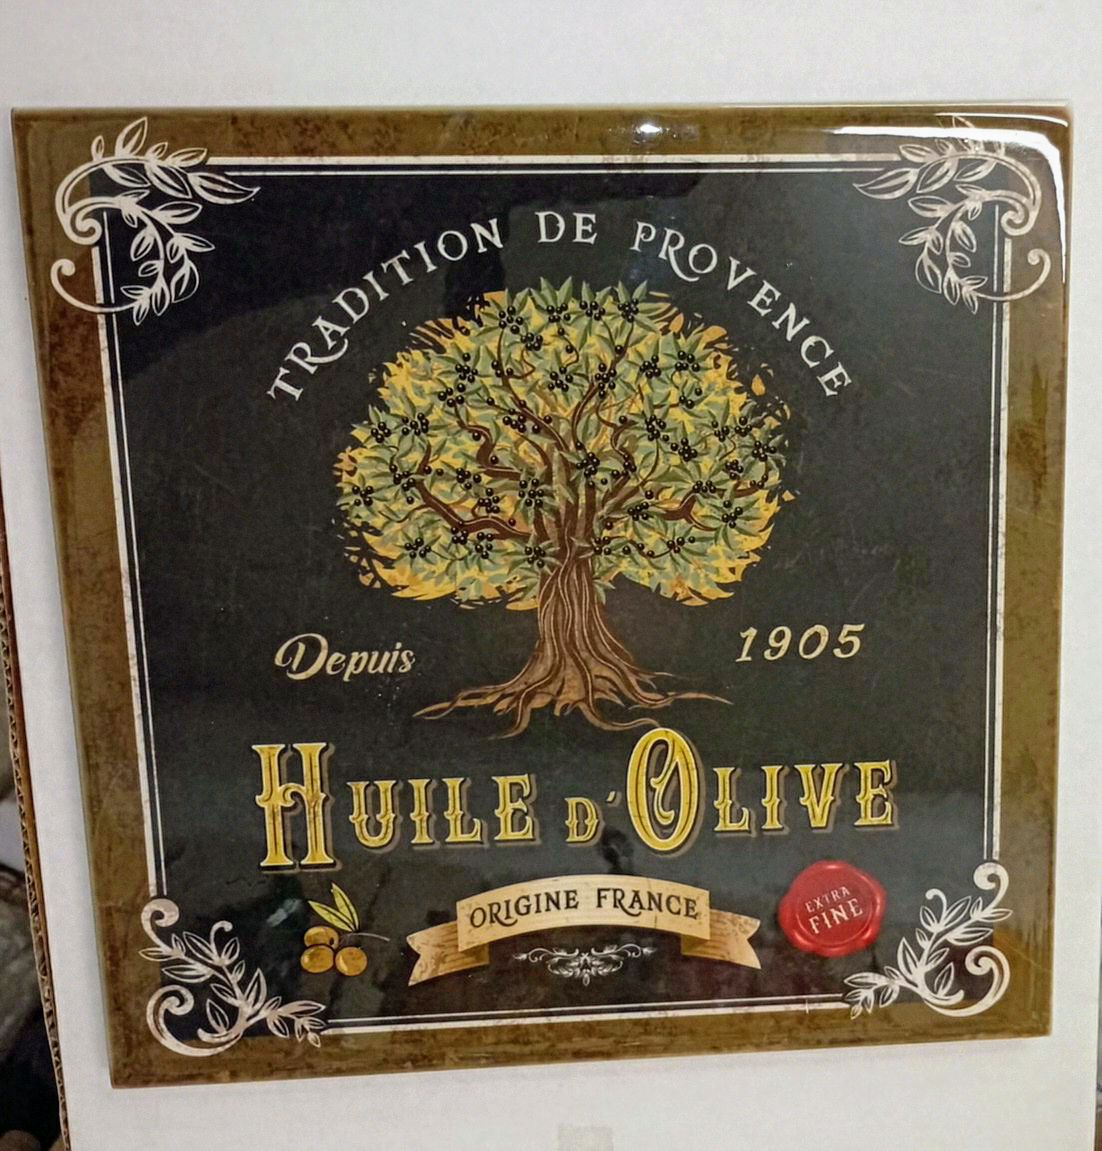 TRADITION DE PROVENCE
Depuis
1905
HUILE D'OLIVE
ORIGINE FRANCE
EXTRA
FINE